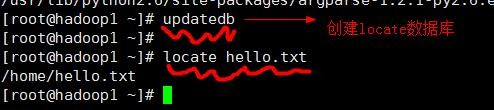 /usr/lib/python2.6/site-packages/argparse-1.2.1-py2.6.e
[root@hadoop1 ~]# updatedb
创建locate数据库
[root@hadoop1 ~]#
[root@hadoop1 ~]# locate hello.txt
/home/hello.txt
[root@hadoop1 ~]#